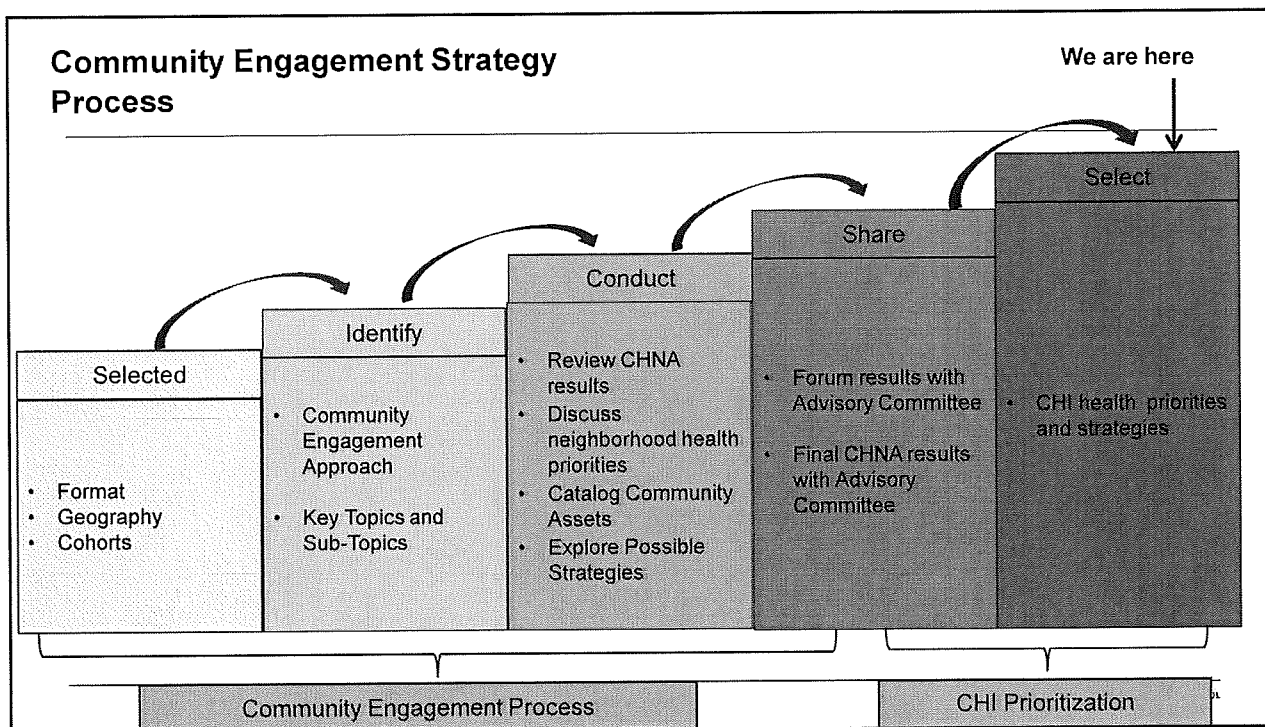 Community Engagement Strategy
Process
We are here
Selected
• Format
• Geography
• Cohorts
Identify
• Community
Engagement
Approach
• Key Topics and
Sub-Topics
Conduct
• Review CHNA
results
• Discuss
neighborhood health
priorities
• Catalog Community
Assets
• Explore Possible
Strategies
Share
• Forum results with
Advisory Committee
• Final CHNA results
with Advisory
Committee
Select
• CHI health priorities
and strategies
Community Engagement Process
CHI Prioritization